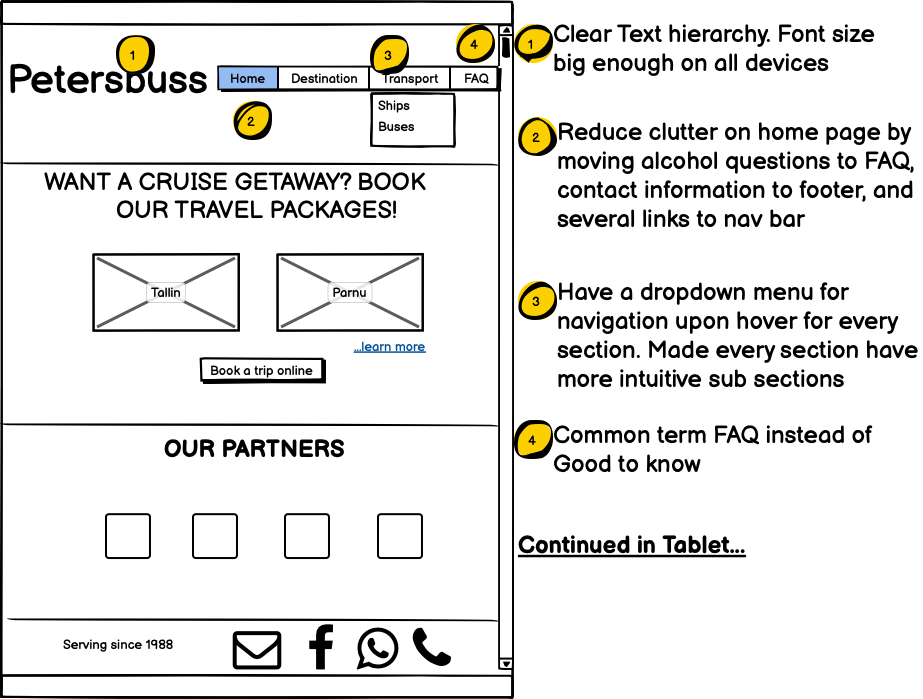 1
3
4
Petersbuss
Home
Destination
Transport
FAQ
2
Ships
Buses
WANT A CRUISE GETAWAY? BOOK
OUR TRAVEL PACKAGES!
Tallin
Parnu
...learn more
Book a trip online
OUR PARTNERS
Serving since 1988
1
Clear Text hierarchy. Font size
big enough on all devices
2
Reduce clutter on home page by
moving alcohol questions to FAQ,
contact information to footer, and
several links to nav bar
3
Have a dropdown menu for
navigation upon hover for every
section. Made every section have
more intuitive sub sections
4
Common term FAQ instead of
Good to know
Continued in Tablet...